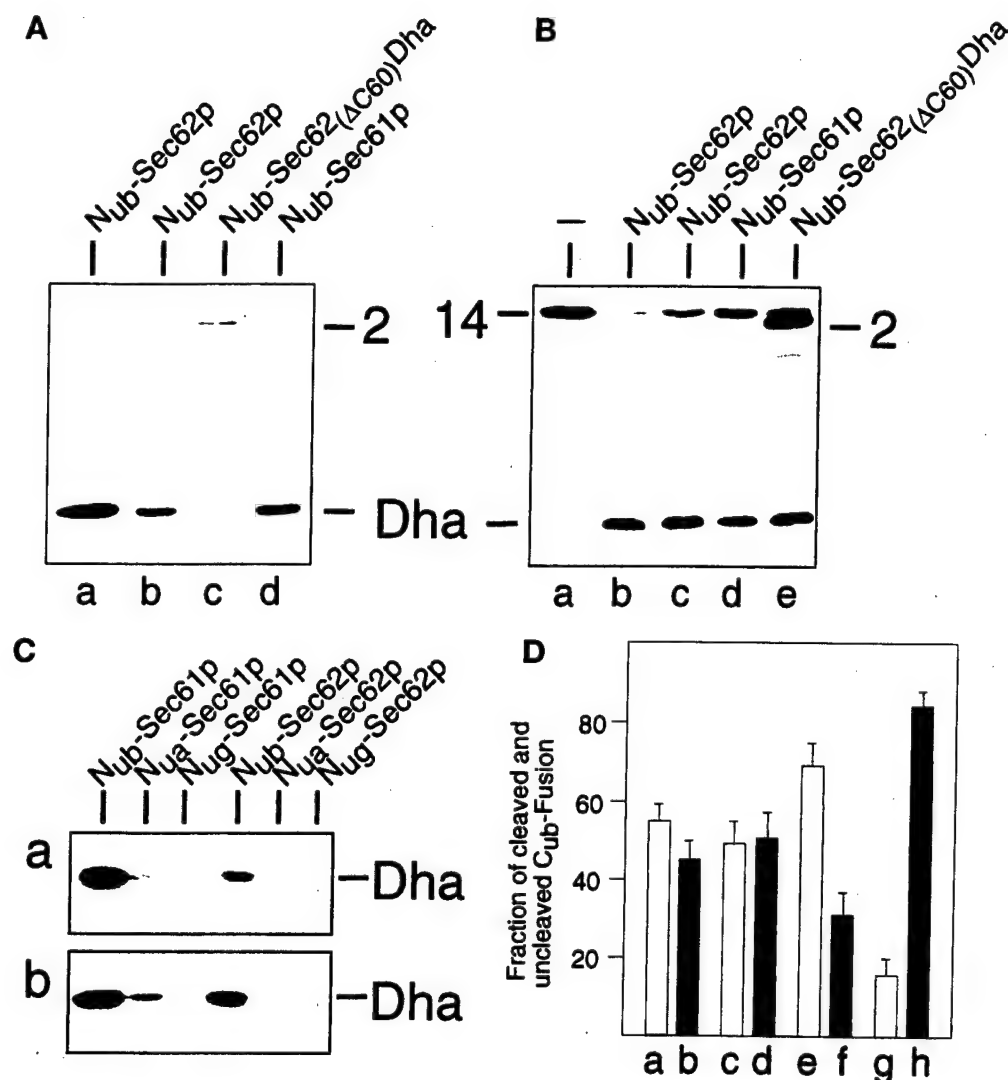 A
Nub-Sec62p
Nub-Sec62p
Nub-Sec62(ΔC60)Dha
Nub-Sec61p
2
Dha
a b c d
B
Nub-Sec62p
Nub-Sec62p
Nub-Sec61p
Nub-Sec62(ΔC60)Dha
14
2
a b c d e
C
Nub-Sec61p
Nua-Sec61p
Nug-Sec61p
Nub-Sec62p
Nua-Sec62p
Nug-Sec62p
a
Dha
b
Dha
D
Fraction of cleaved and
uncleaved Cub-Fusion
80
60
40
20
a b c d e f g h